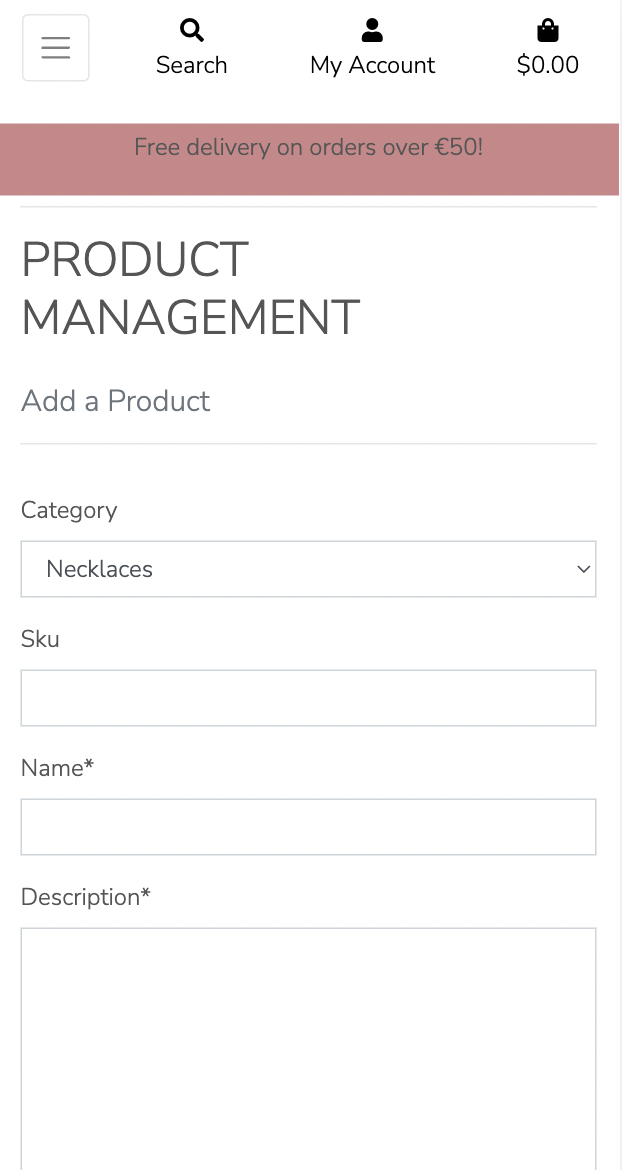 Search
My Account
$0.00
Free delivery on orders over €50!
PRODUCT
MANAGEMENT
Add a Product
Category
Necklaces
Sku
Name*
Description*